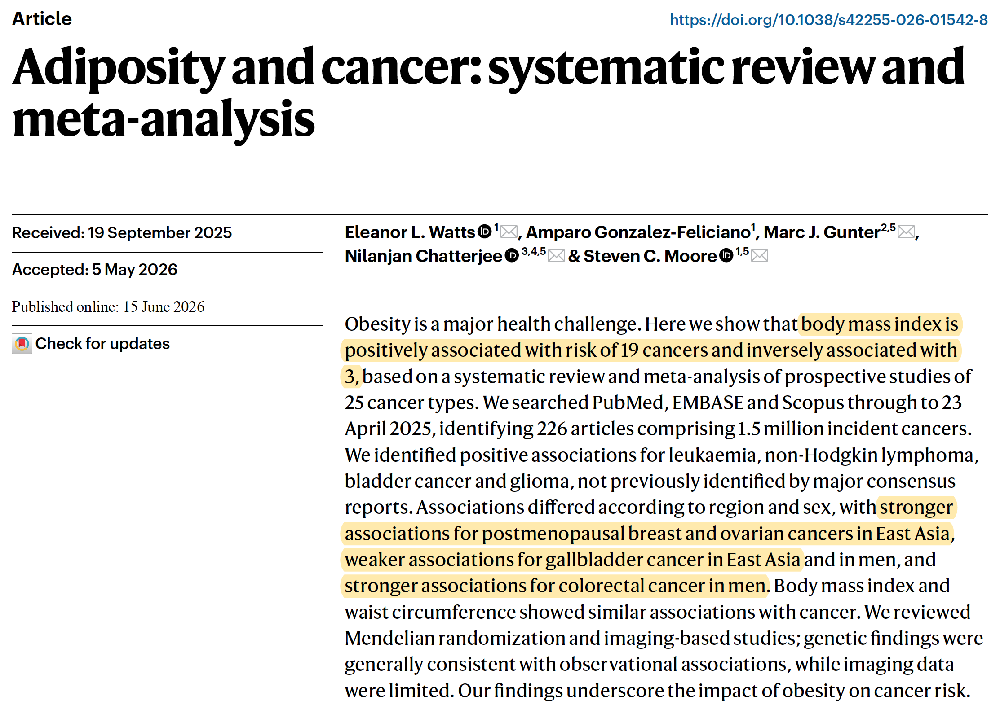 Article
https://doi.org/10.1038/s42255-026-01542-8
Adiposity and cancer: systematic review and
meta-analysis
Received: 19 September 2025
Accepted: 5 May 2026
Published online: 15 June 2026
Check for updates
Eleanor L. Watts iD 1, Amparo Gonzalez-Feliciano1, Marc J. Gunter2,5,
Nilanjan Chatterjee iD 3,4,5 & Steven C. Moore iD 1,5
Obesity is a major health challenge. Here we show that body mass index is
positively associated with risk of 19 cancers and inversely associated with
3, based on a systematic review and meta-analysis of prospective studies of
25 cancer types. We searched PubMed, EMBASE and Scopus through to 23
April 2025, identifying 226 articles comprising 1.5 million incident cancers.
We identified positive associations for leukaemia, non-Hodgkin lymphoma,
bladder cancer and glioma, not previously identified by major consensus
reports. Associations differed according to region and sex, with stronger
associations for postmenopausal breast and ovarian cancers in East Asia,
weaker associations for gallbladder cancer in East Asia and in men, and
stronger associations for colorectal cancer in men. Body mass index and
waist circumference showed similar associations with cancer. We reviewed
Mendelian randomization and imaging-based studies; genetic findings were
generally consistent with observational associations, while imaging data
were limited. Our findings underscore the impact of obesity on cancer risk.